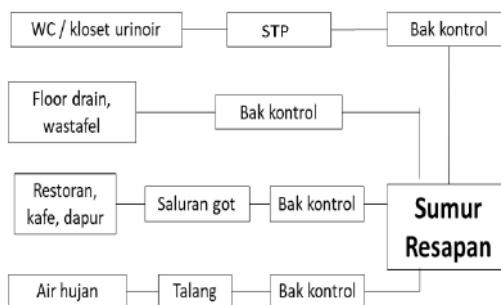 WC / kloset urinoir
STP
Bak kontrol
Floor drain,
wastafel
Bak kontrol
Restoran,
kafe, dapur
Saluran got
Bak kontrol
Sumur
Resapan
Air hujan
Talang
Bak kontrol